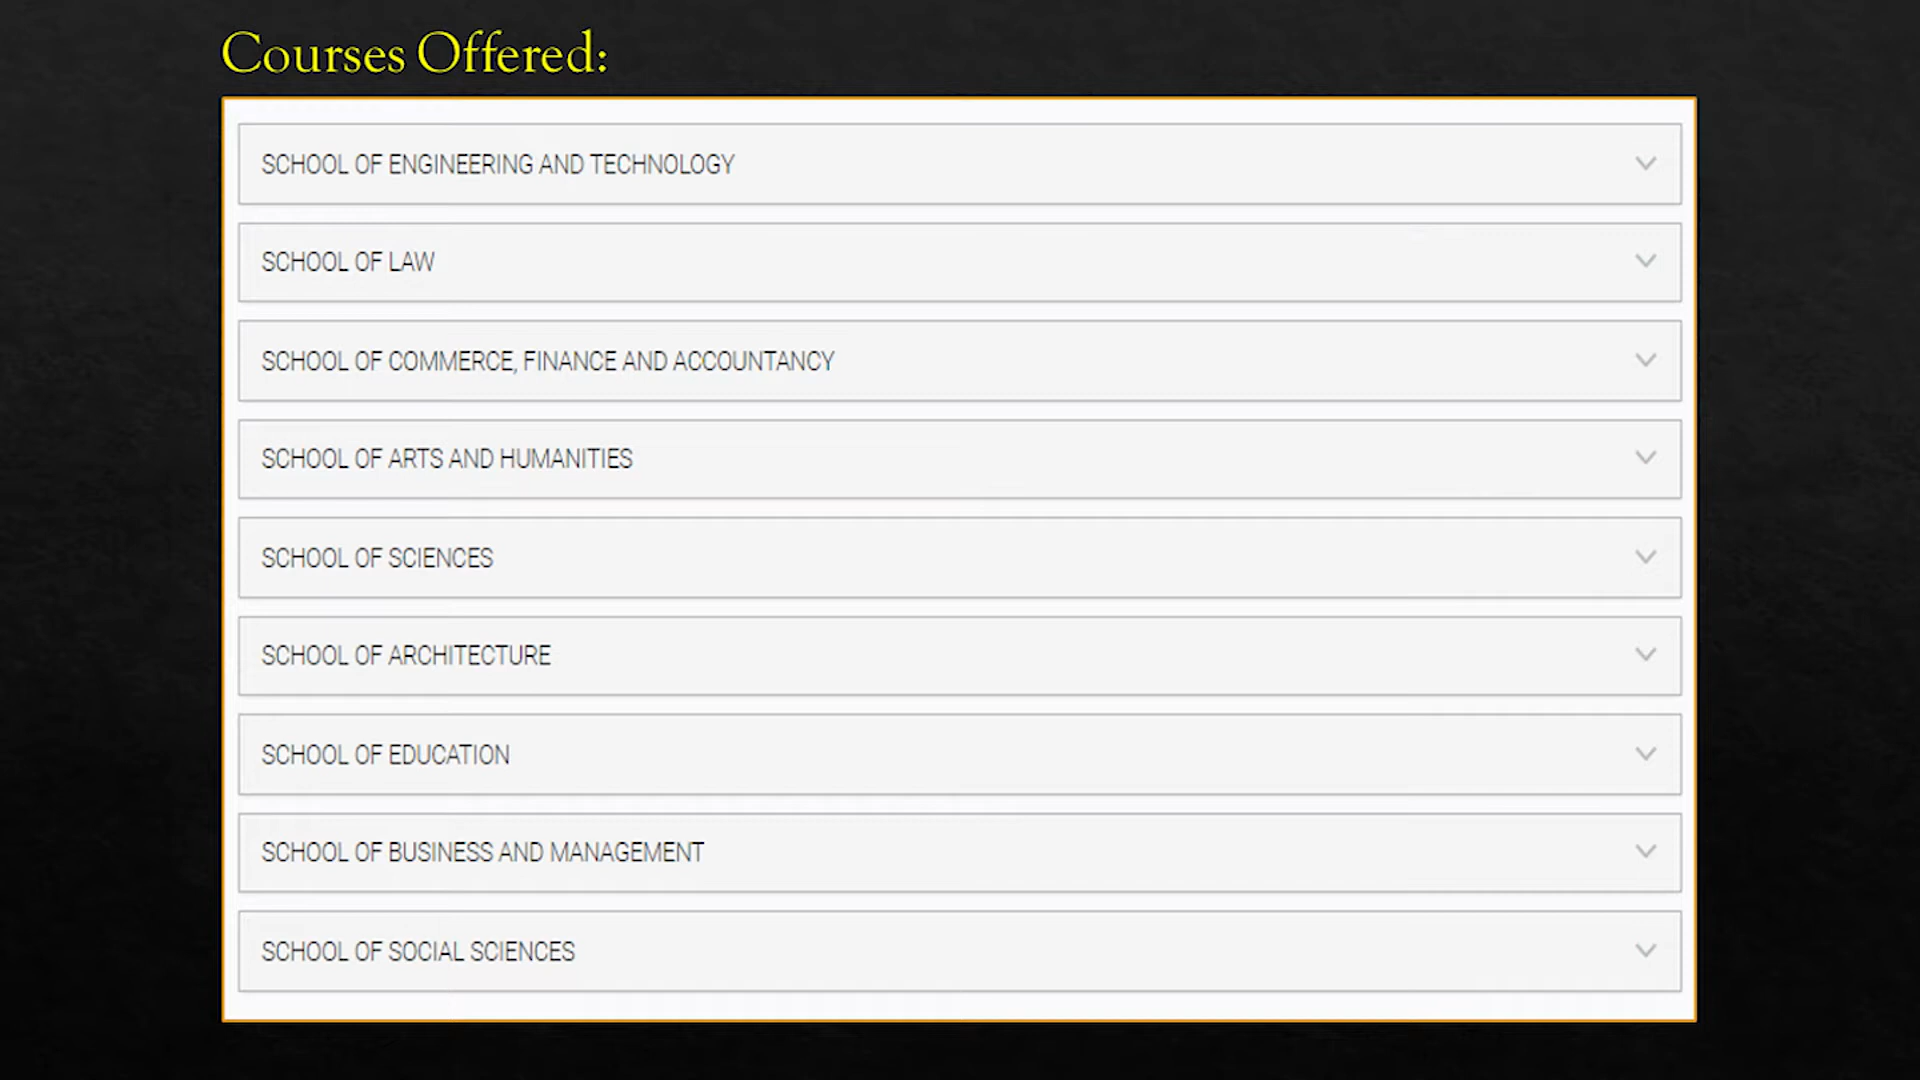 Courses Offered:
SCHOOL OF ENGINEERING AND TECHNOLOGY
SCHOOL OF LAW
SCHOOL OF COMMERCE, FINANCE AND ACCOUNTANCY
SCHOOL OF ARTS AND HUMANITIES
SCHOOL OF SCIENCES
SCHOOL OF ARCHITECTURE
SCHOOL OF EDUCATION
SCHOOL OF BUSINESS AND MANAGEMENT
SCHOOL OF SOCIAL SCIENCES